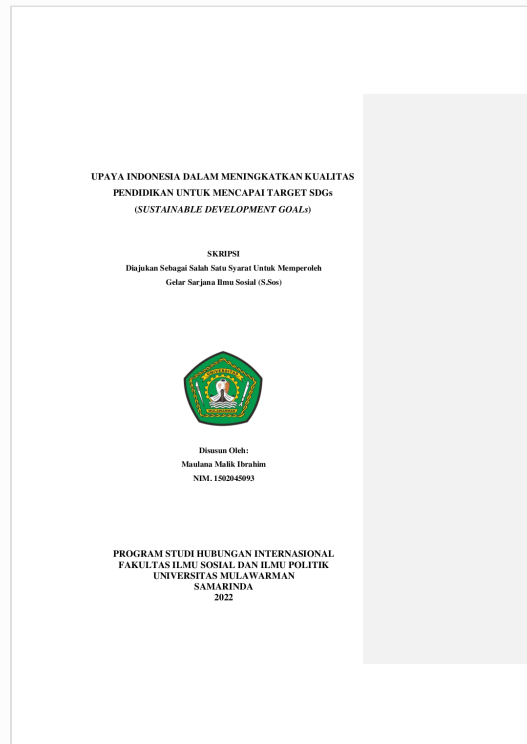 UPAYA INDONESIA DALAM MENINGKATKAN KUALITAS
PENDIDIKAN UNTUK MENCAPAI TARGET SDGs
(SUSTAINABLE DEVELOPMENT GOALs)
SKRIPSI
Diajukan Sebagai Salah Satu Syarat Untuk Memperoleh
Gelar Sarjana Ilmu Sosial (S.Sos)
UNIVERSITAS
MULAWARMAN
Disusun Oleh:
Maulana Malik Ibrahim
NIM. 1502045093
PROGRAM STUDI HUBUNGAN INTERNASIONAL
FAKULTAS ILMU SOSIAL DAN ILMU POLITIK
UNIVERSITAS MULAWARMAN
SAMARINDA
2022